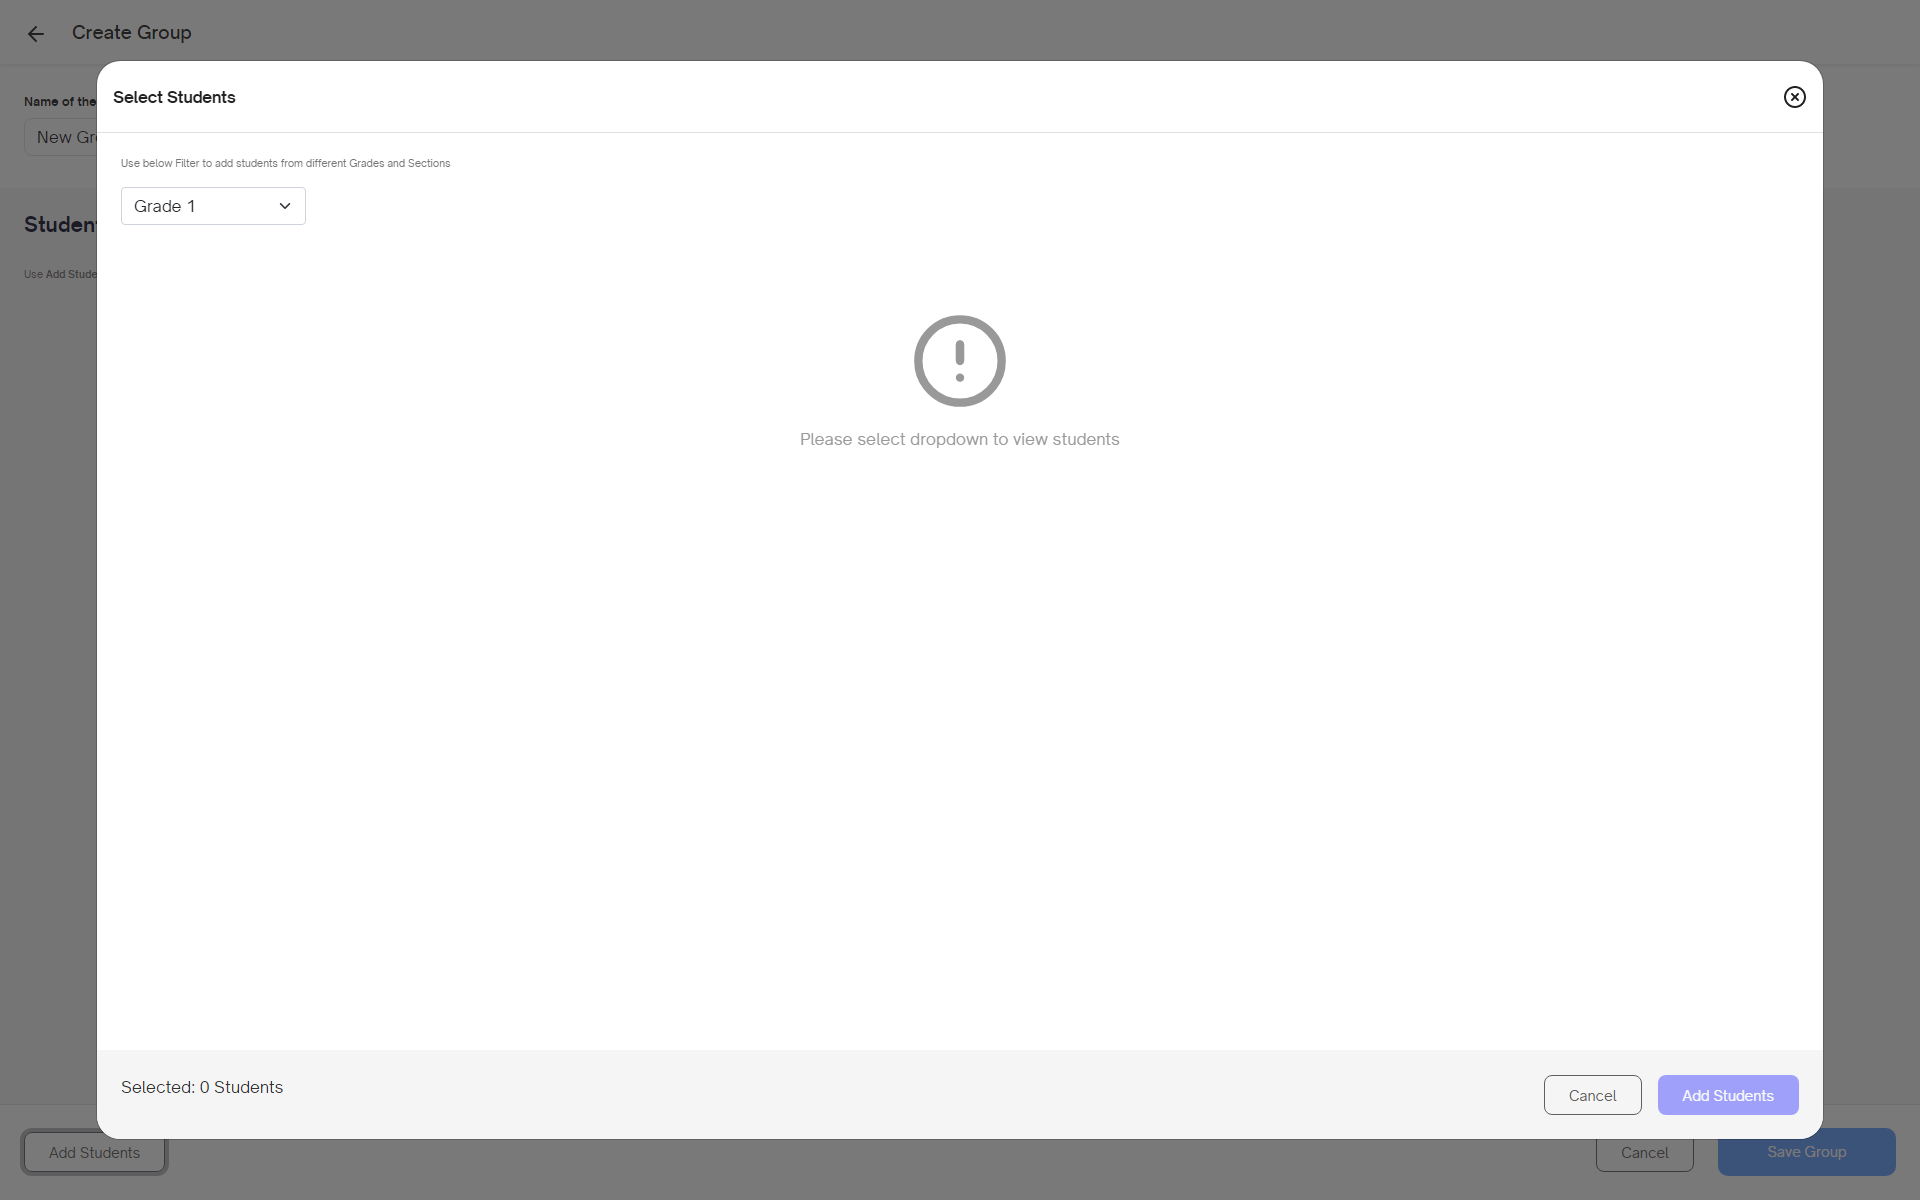 Create Group
Name of the
New Gr
Select Students
Use below Filter to add students from different Grades and Sections
Grade 1
Studen
Use Add Stude
Please select dropdown to view students
Selected: 0 Students
Cancel
Add Students
Add Students
Cancel
Save Group